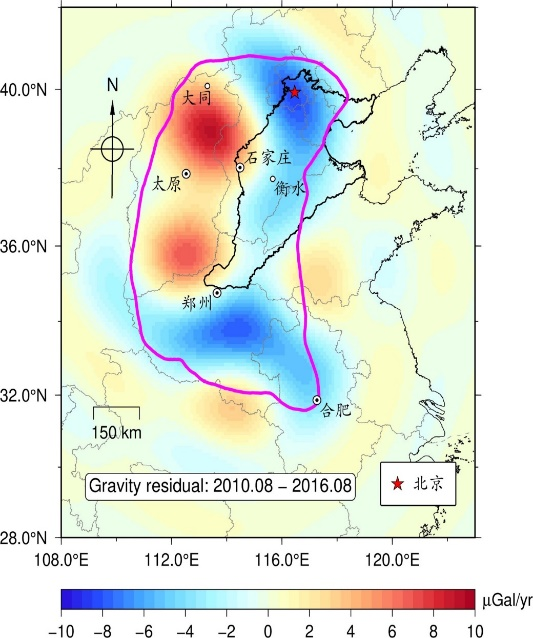 40.0°N
36.0°N
32.0°N
28.0°N
N
大同
石家庄
太原
衡水
郑州
合肥
150 km
Gravity residual: 2010.08 − 2016.08
北京
108.0°E 112.0°E 116.0°E 120.0°E
μGal/yr
−10 −8 −6 −4 −2 0 2 4 6 8 10